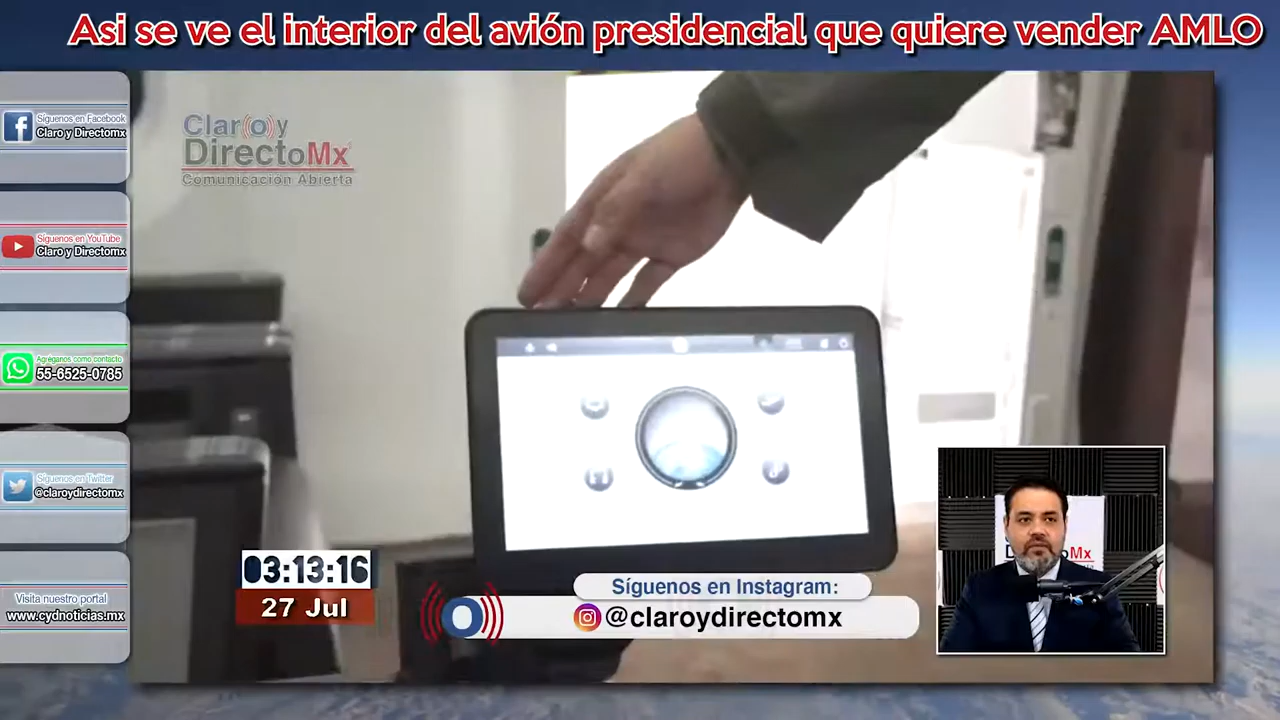 Asi se ve el interior del avión presidencial que quiere vender AMLO
Síguenos en Facebook
Claro y Directomx
Síguenos en YouTube
Claro y Directomx
Agréganos como contacto
55-6525-0785
Síguenos en Twitter
@claroydirectomx
Visita nuestro portal
www.cydnoticias.mx
Claro y
DirectoMx
Comunicación Abierta
03:13:16
27 Jul
Síguenos en Instagram:
@claroydirectomx
DirectoMx